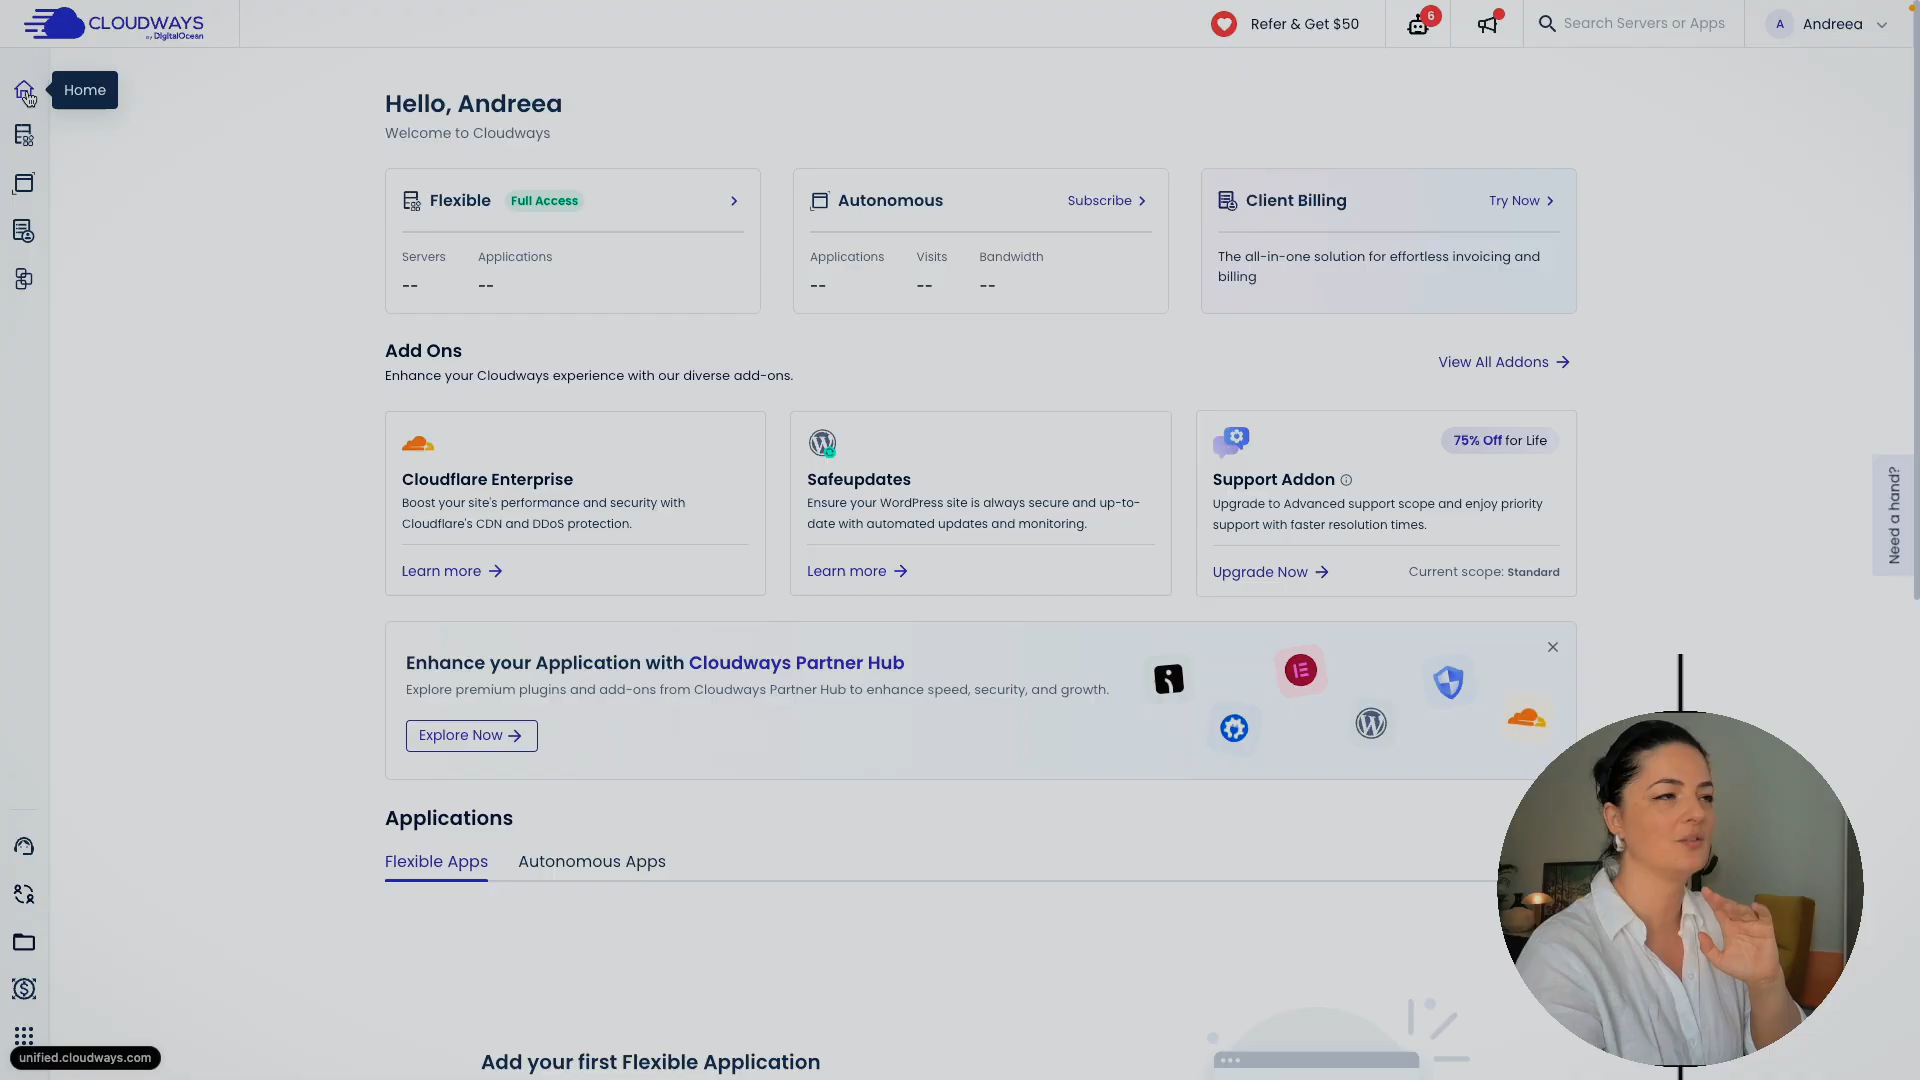 CLOUDWAYS
by DigitalOcean
Refer & Get $50
6
Search Servers or Apps
A
Andreea
Home
Hello, Andreea
Welcome to Cloudways
Flexible
Full Access
Servers
Applications
--
--
Autonomous
Subscribe
Applications
Visits
Bandwidth
--
--
--
Client Billing
Try Now
The all-in-one solution for effortless invoicing and
billing
Add Ons
Enhance your Cloudways experience with our diverse add-ons.
View All Addons
Cloudflare Enterprise
Boost your site's performance and security with
Cloudflare's CDN and DDoS protection.
Learn more
Safeupdates
Ensure your WordPress site is always secure and up-to-
date with automated updates and monitoring.
Learn more
75% Off for Life
Support Addon
Upgrade to Advanced support scope and enjoy priority
support with faster resolution times.
Upgrade Now
Current scope: Standard
Need a hand?
Enhance your Application with Cloudways Partner Hub
Explore premium plugins and add-ons from Cloudways Partner Hub to enhance speed, security, and growth.
Explore Now
Applications
Flexible Apps
Autonomous Apps
Add your first Flexible Application
unified.cloudways.com